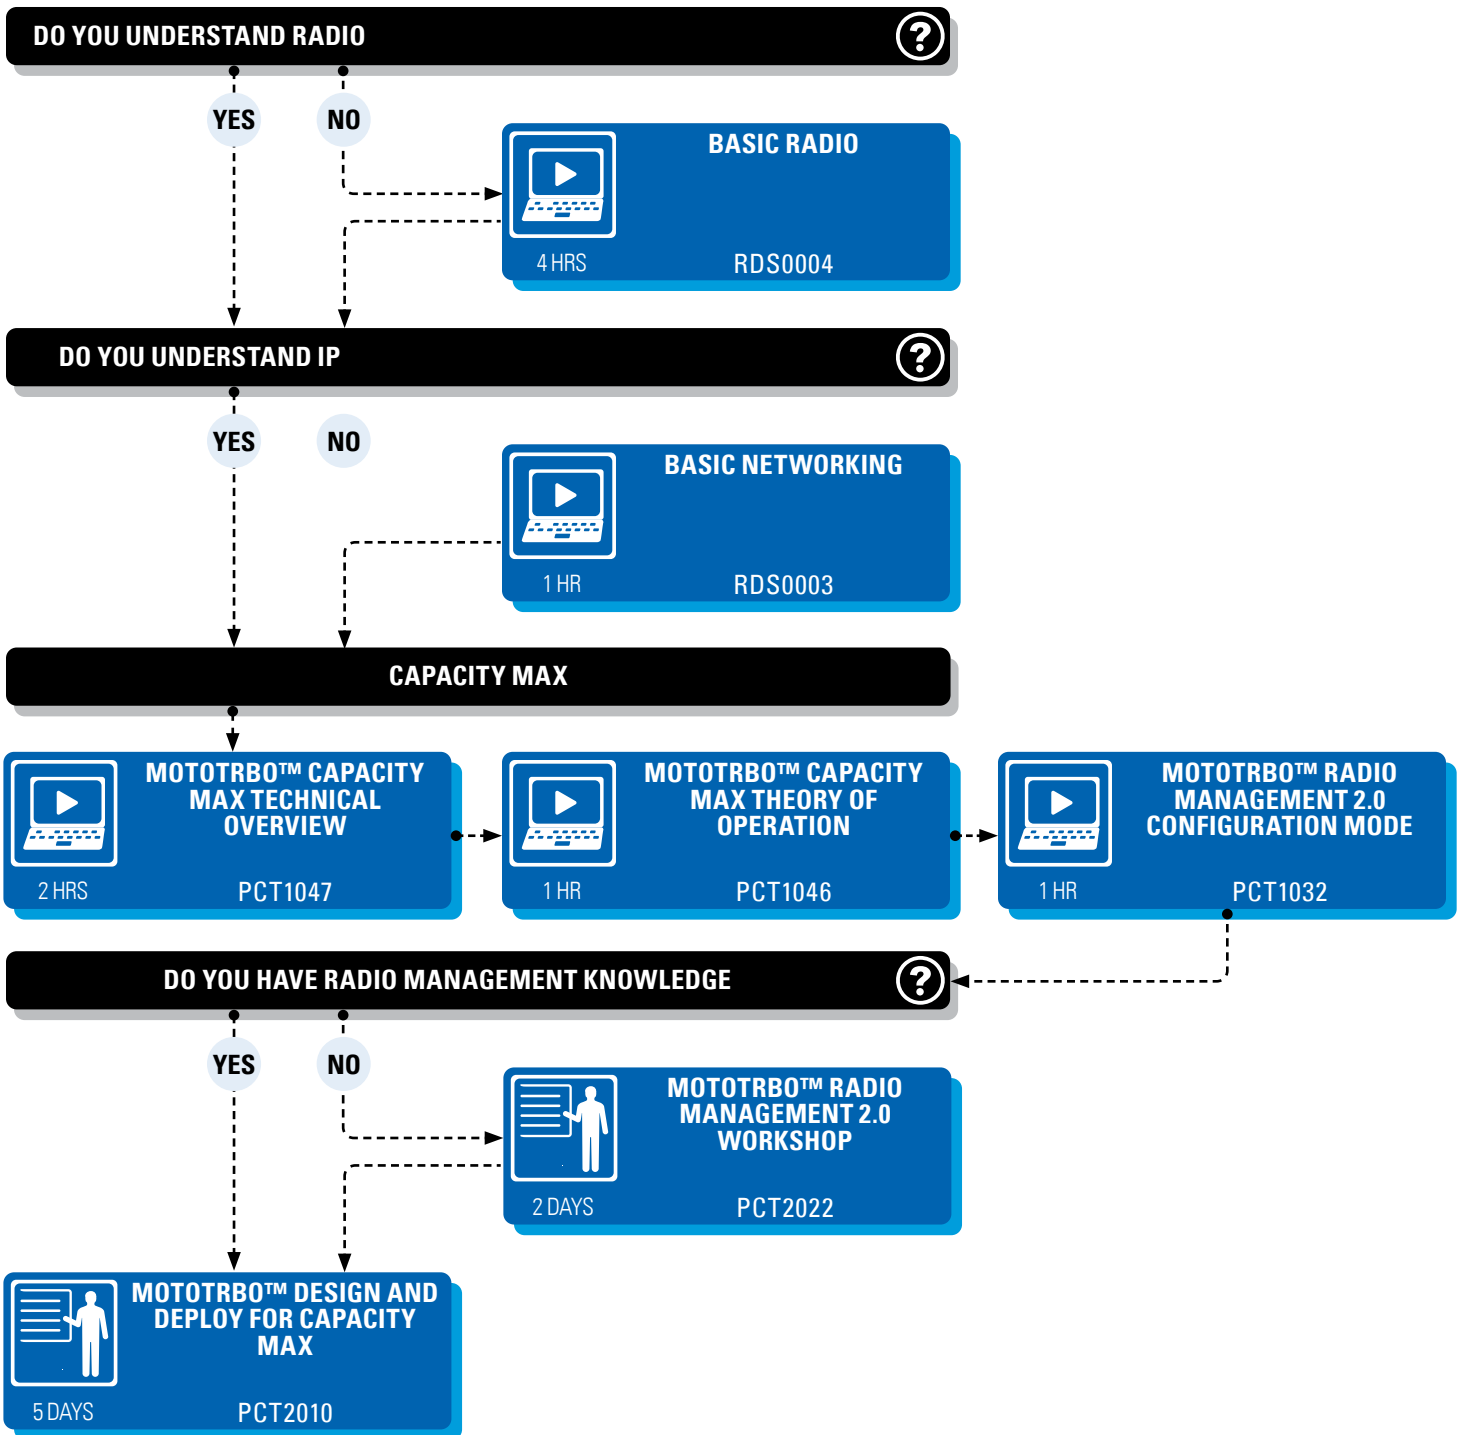 DO YOU UNDERSTAND RADIO
?
YES
NO
BASIC RADIO
4 HRS
RDS0004
DO YOU UNDERSTAND IP
?
YES
NO
BASIC NETWORKING
1 HR
RDS0003
CAPACITY MAX
MOTOTRBO™ CAPACITY
MAX TECHNICAL
OVERVIEW
2 HRS
PCT1047
MOTOTRBO™ CAPACITY
MAX THEORY OF
OPERATION
1 HR
PCT1046
MOTOTRBO™ RADIO
MANAGEMENT 2.0
CONFIGURATION MODE
1 HR
PCT1032
DO YOU HAVE RADIO MANAGEMENT KNOWLEDGE
?
YES
NO
MOTOTRBO™ RADIO
MANAGEMENT 2.0
WORKSHOP
2 DAYS
PCT2022
MOTOTRBO™ DESIGN AND
DEPLOY FOR CAPACITY
MAX
5 DAYS
PCT2010